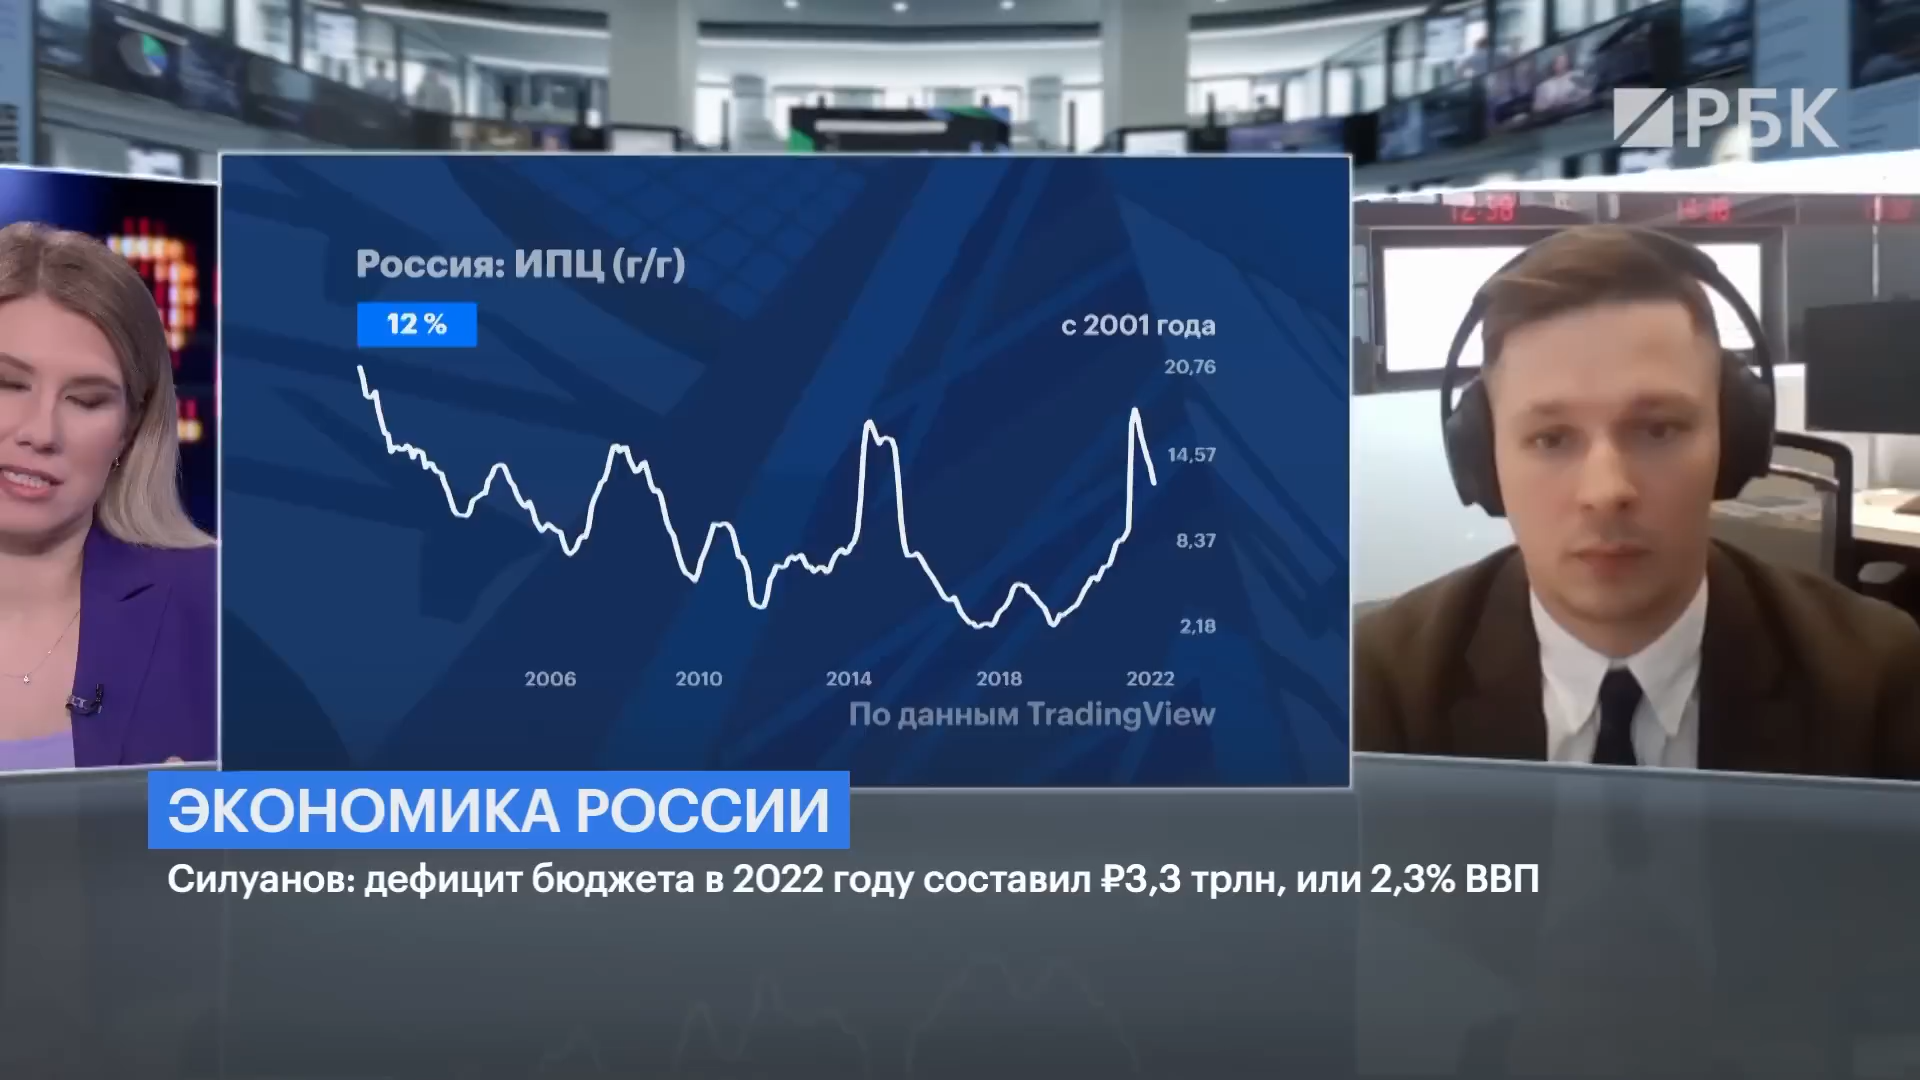 РБК
Россия: ИПЦ (г/г)
12 %
с 2001 года
20,76
14,57
8,37
2,18
2006 2010 2014 2018 2022
По данным TradingView
ЭКОНОМИКА РОССИИ
Силуанов: дефицит бюджета в 2022 году составил ₽3,3 трлн, или 2,3% ВВП